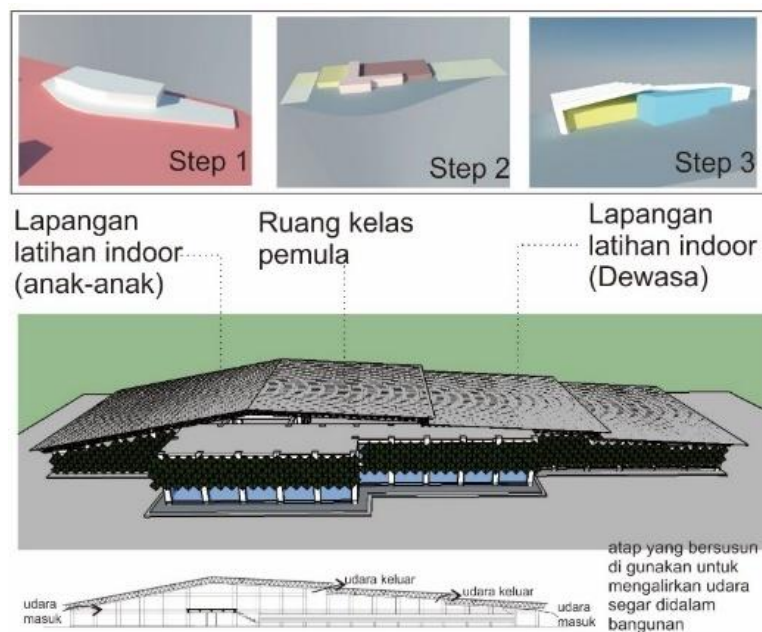 Step 1
Step 2
Step 3
Lapangan
latihan indoor
(anak-anak)
Ruang kelas
pemula
Lapangan
latihan indoor
(Dewasa)
atap yang bersusun
di gunakan untuk
mengalirkan udara
segar didalam
bangunan
udara
masuk
udara keluar
udara keluar
udara
masuk